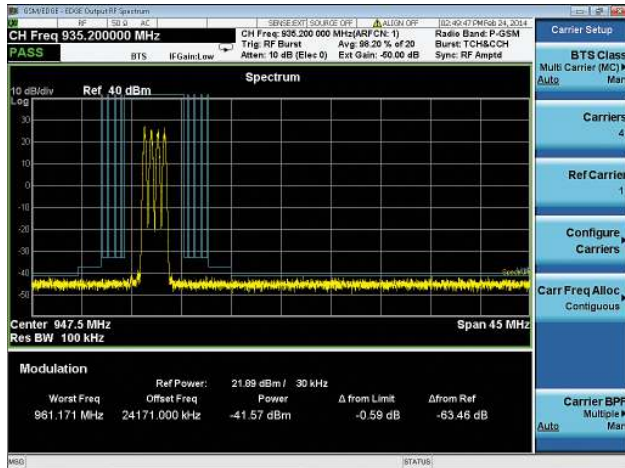 GSM/EDGE - EDGE Output RF Spectrum
RF 50 Ω AC SENSE:EXT SOURCE OFF ALIGN OFF 02:49:47 PM Feb 24, 2014
CH Freq 935.200000 MHz
CH Freq: 935.200 000 MHz(ARFCN: 1) Radio Band: P-GSM
Trig: RF Burst Avg: 98.20 % of 20 Burst: TCH&CCH
PASS BTS IFGain:Low Atten: 10 dB (Elec 0) Ext Gain: -60.00 dB Sync: RF Amptd
Spectrum
10 dB/div Ref 40 dBm
Log
30
20
10
0
-10
-20
-30
-40
-50
Center 947.5 MHz Span 45 MHz
Res BW 100 kHz
Modulation
Ref Power: 21.89 dBm / 30 kHz
Worst Freq Offset Freq Power Δ from Limit Δfrom Ref
961.171 MHz 24171.000 kHz -41.57 dBm -0.59 dB -63.46 dB
MSG STATUS
Carrier Setup
BTS Class
Multi Carrier (MC)
Auto Man
Carriers
4
Ref Carrier
1
Configure
Carriers
Carr Freq Alloc
Contiguous
Carrier BPF
Multiple
Auto Man